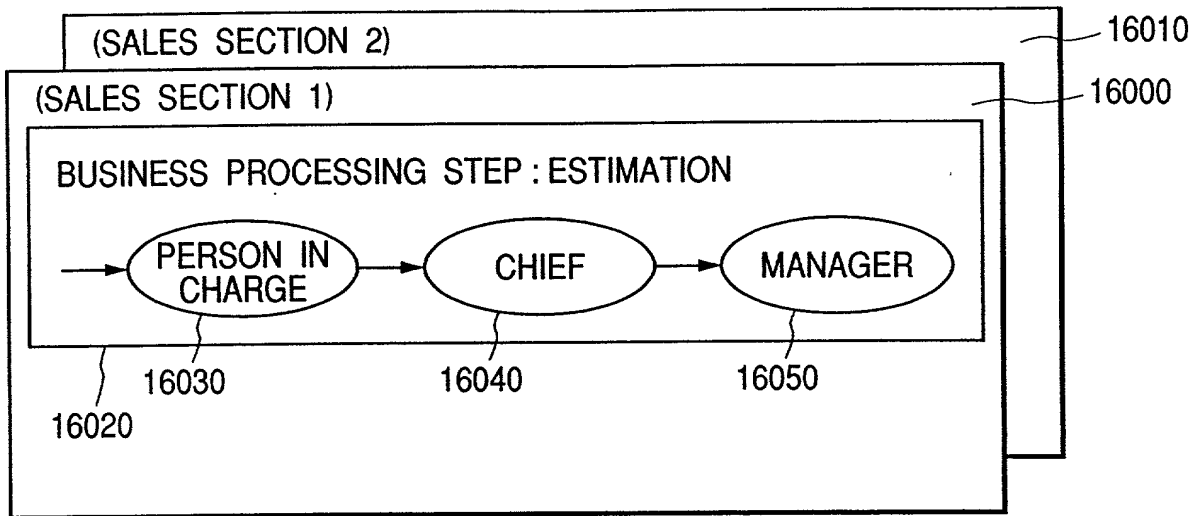 (SALES SECTION 2)
16010
(SALES SECTION 1)
16000
BUSINESS PROCESSING STEP : ESTIMATION
PERSON IN
CHARGE
CHIEF
MANAGER
16030
16040
16050
16020